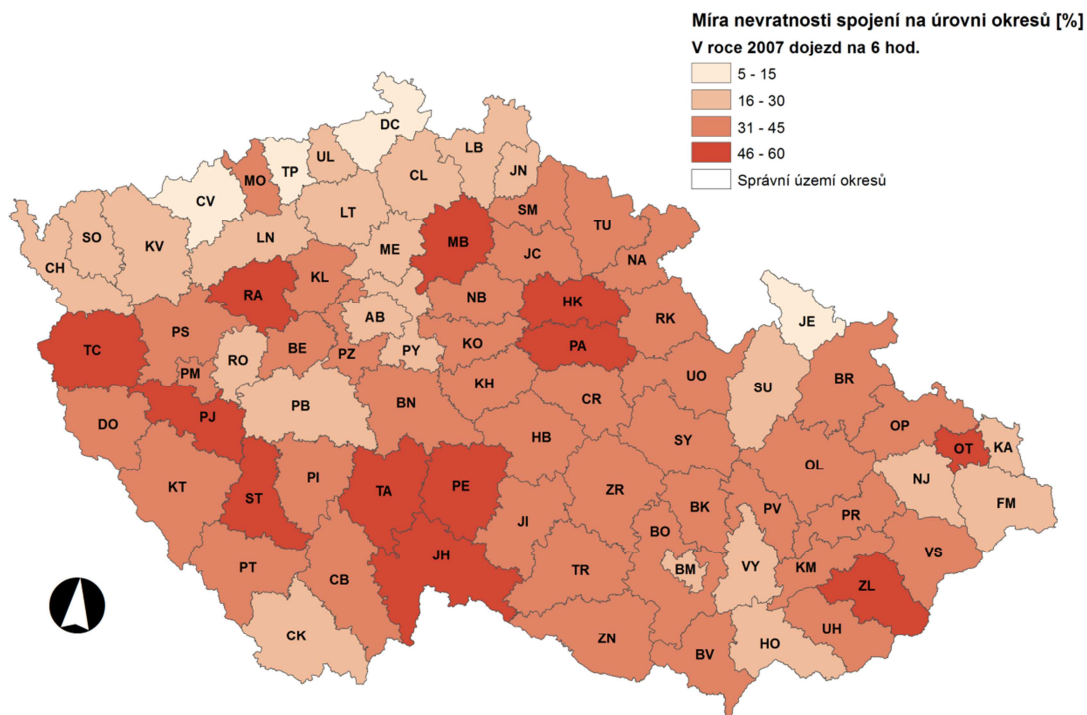 Míra nevratnosti spojení na úrovni okresů [%]
V roce 2007 dojezd na 6 hod.
5 - 15
16 - 30
31 - 45
46 - 60
Správní území okresů
DC
LB
UL
TP
JN
CL
MO
CV
SM
LT
TU
SO
LN
KV
MB
ME
JC
NA
CH
KL
RA
NB
HK
AB
RK
JE
PS
TC
KO
PA
BE
PZ
PY
RO
PM
UO
BR
SU
KH
CR
PB
BN
PJ
DO
OP
HB
SY
OT
KA
OL
PI
NJ
KT
ST
TA
PE
ZR
FM
BK
PV
PR
JI
BO
JH
VS
PT
CB
TR
BM
VY
KM
ZL
UH
CK
ZN
HO
BV